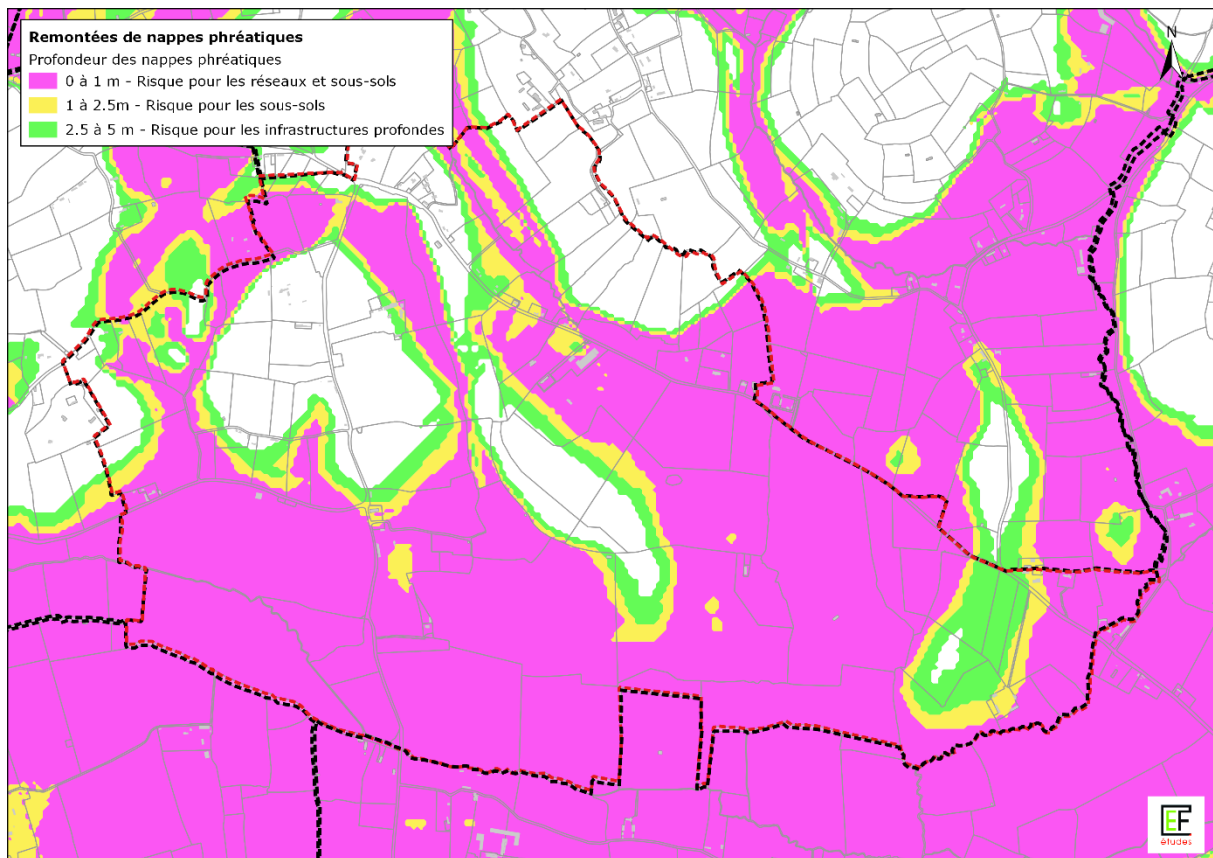 Remontées de nappes phréatiques
Profondeur des nappes phréatiques
0 à 1 m - Risque pour les réseaux et sous-sols
1 à 2.5m - Risque pour les sous-sols
2.5 à 5 m - Risque pour les infrastructures profondes
N
EF
études